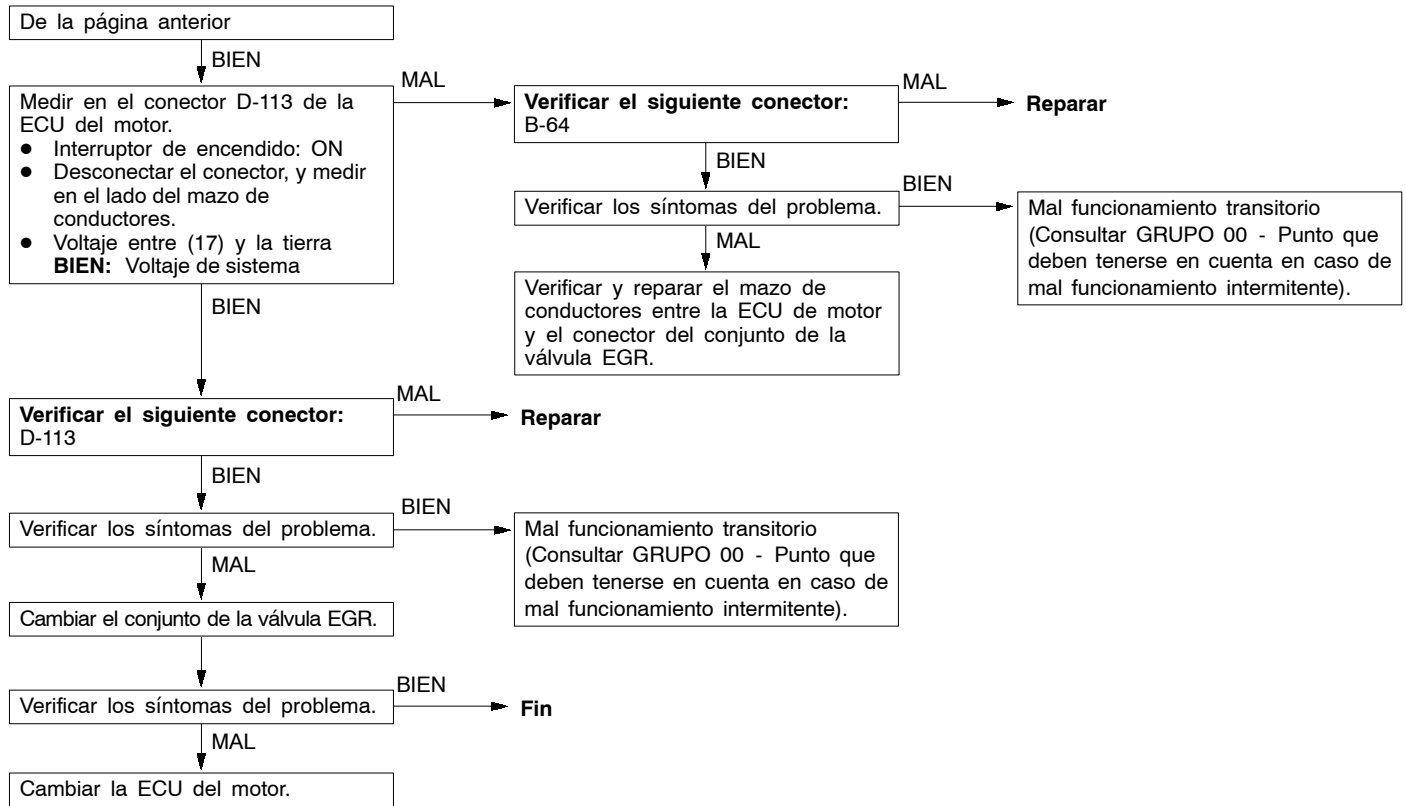 De la página anterior
BIEN
Medir en el conector D-113 de la
ECU del motor.
● Interruptor de encendido: ON
● Desconectar el conector, y medir
en el lado del mazo de
conductores.
● Voltaje entre (17) y la tierra
BIEN: Voltaje de sistema
MAL
Verificar el siguiente conector:
B-64
MAL
Reparar
BIEN
Verificar los síntomas del problema.
BIEN
Mal funcionamiento transitorio
(Consultar GRUPO 00 - Punto que
deben tenerse en cuenta en caso de
mal funcionamiento intermitente).
MAL
Verificar y reparar el mazo de
conductores entre la ECU de motor
y el conector del conjunto de la
válvula EGR.
BIEN
Verificar el siguiente conector:
D-113
MAL
Reparar
BIEN
Verificar los síntomas del problema.
BIEN
Mal funcionamiento transitorio
(Consultar GRUPO 00 - Punto que
deben tenerse en cuenta en caso de
mal funcionamiento intermitente).
MAL
Cambiar el conjunto de la válvula EGR.
Verificar los síntomas del problema.
BIEN
Fin
MAL
Cambiar la ECU del motor.